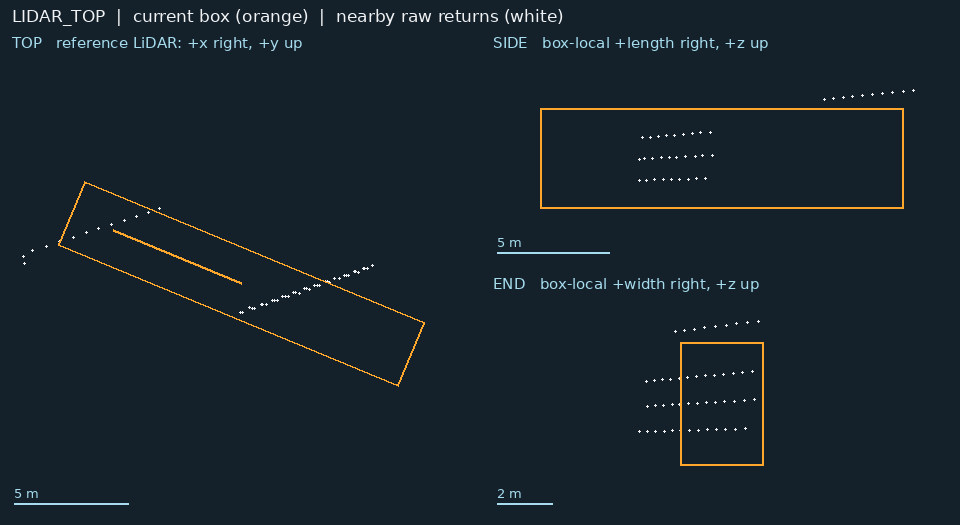 LIDAR_TOP | current box (orange) | nearby raw returns (white)
TOP reference LiDAR: +x right, +y up
SIDE box-local +length right, +z up
5 m
END box-local +width right, +z up
5 m
2 m